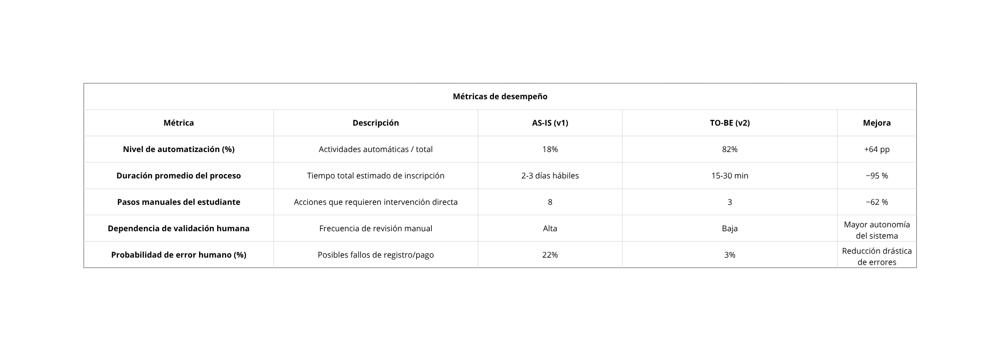 Métricas de desempeño
Métrica Descripción AS-IS (v1) TO-BE (v2) Mejora
Nivel de automatización (%) Actividades automáticas / total 18% 82% +64 pp
Duración promedio del proceso Tiempo total estimado de inscripción 2-3 días hábiles 15-30 min −95 %
Pasos manuales del estudiante Acciones que requieren intervención directa 8 3 −62 %
Dependencia de validación humana Frecuencia de revisión manual Alta Baja Mayor autonomía
del sistema
Probabilidad de error humano (%) Posibles fallos de registro/pago 22% 3% Reducción drástica
de errores